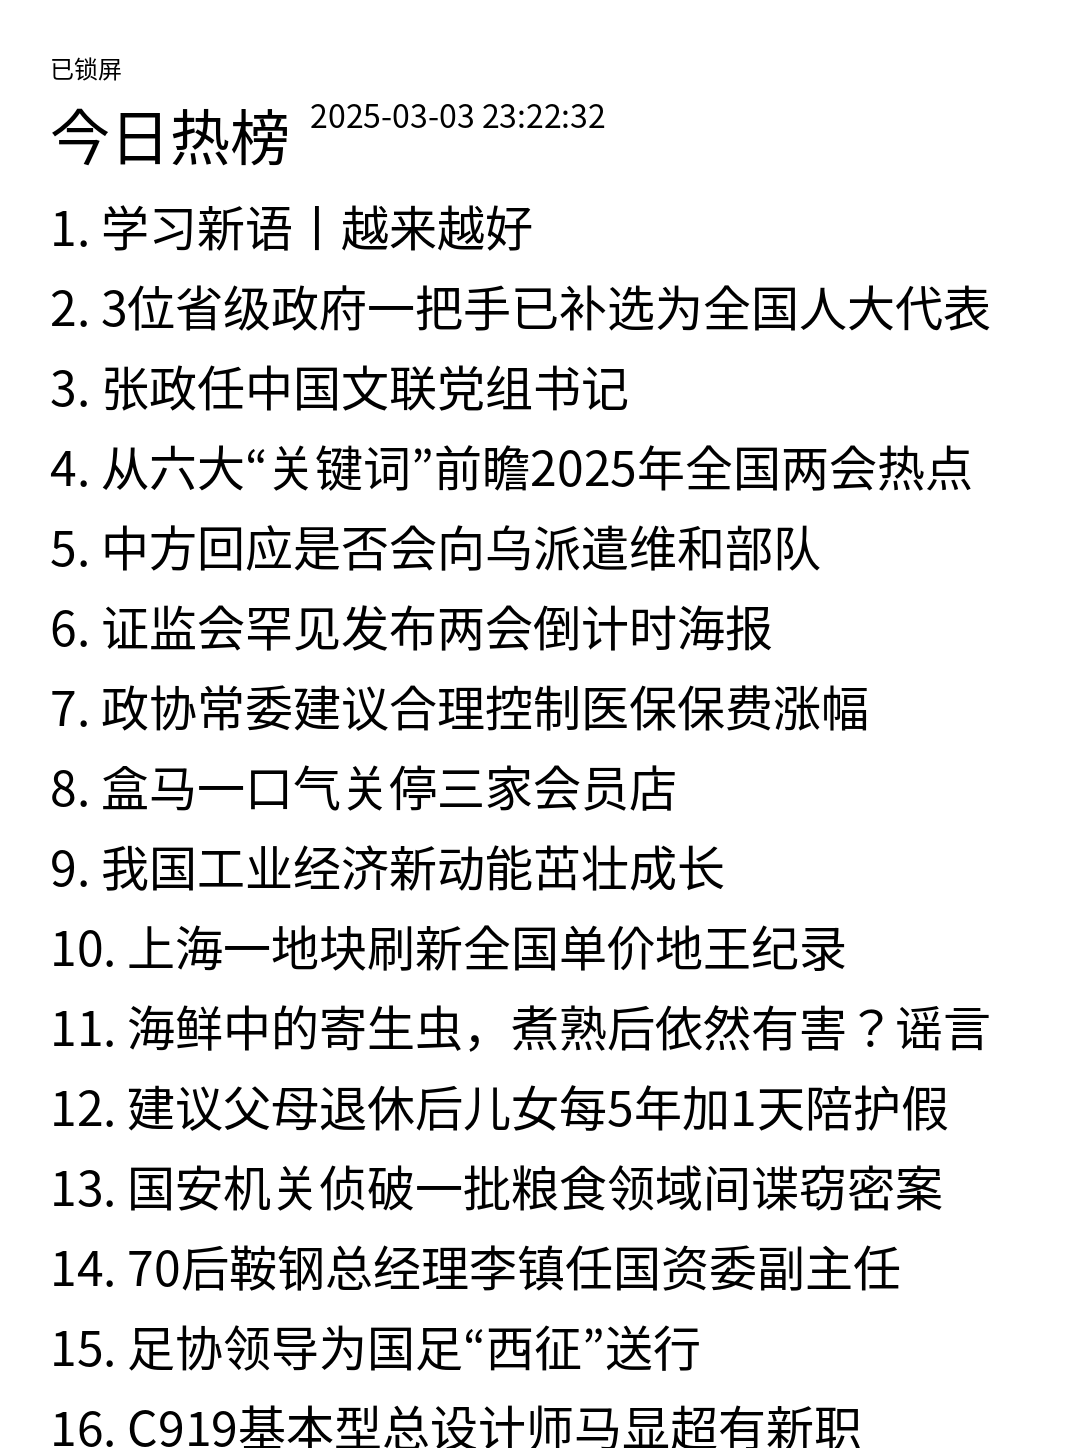 已锁屏
今日热榜 2025-03-03 23:22:32
1. 学习新语丨越来越好
2. 3位省级政府一把手已补选为全国人大代表
3. 张政任中国文联党组书记
4. 从六大“关键词”前瞻2025年全国两会热点
5. 中方回应是否会向乌派遣维和部队
6. 证监会罕见发布两会倒计时海报
7. 政协常委建议合理控制医保保费涨幅
8. 盒马一口气关停三家会员店
9. 我国工业经济新动能茁壮成长
10. 上海一地块刷新全国单价地王纪录
11. 海鲜中的寄生虫，煮熟后依然有害？谣言
12. 建议父母退休后儿女每5年加1天陪护假
13. 国安机关侦破一批粮食领域间谍窃密案
14. 70后鞍钢总经理李镇任国资委副主任
15. 足协领导为国足“西征”送行
16. C919基本型总设计师马显超有新职